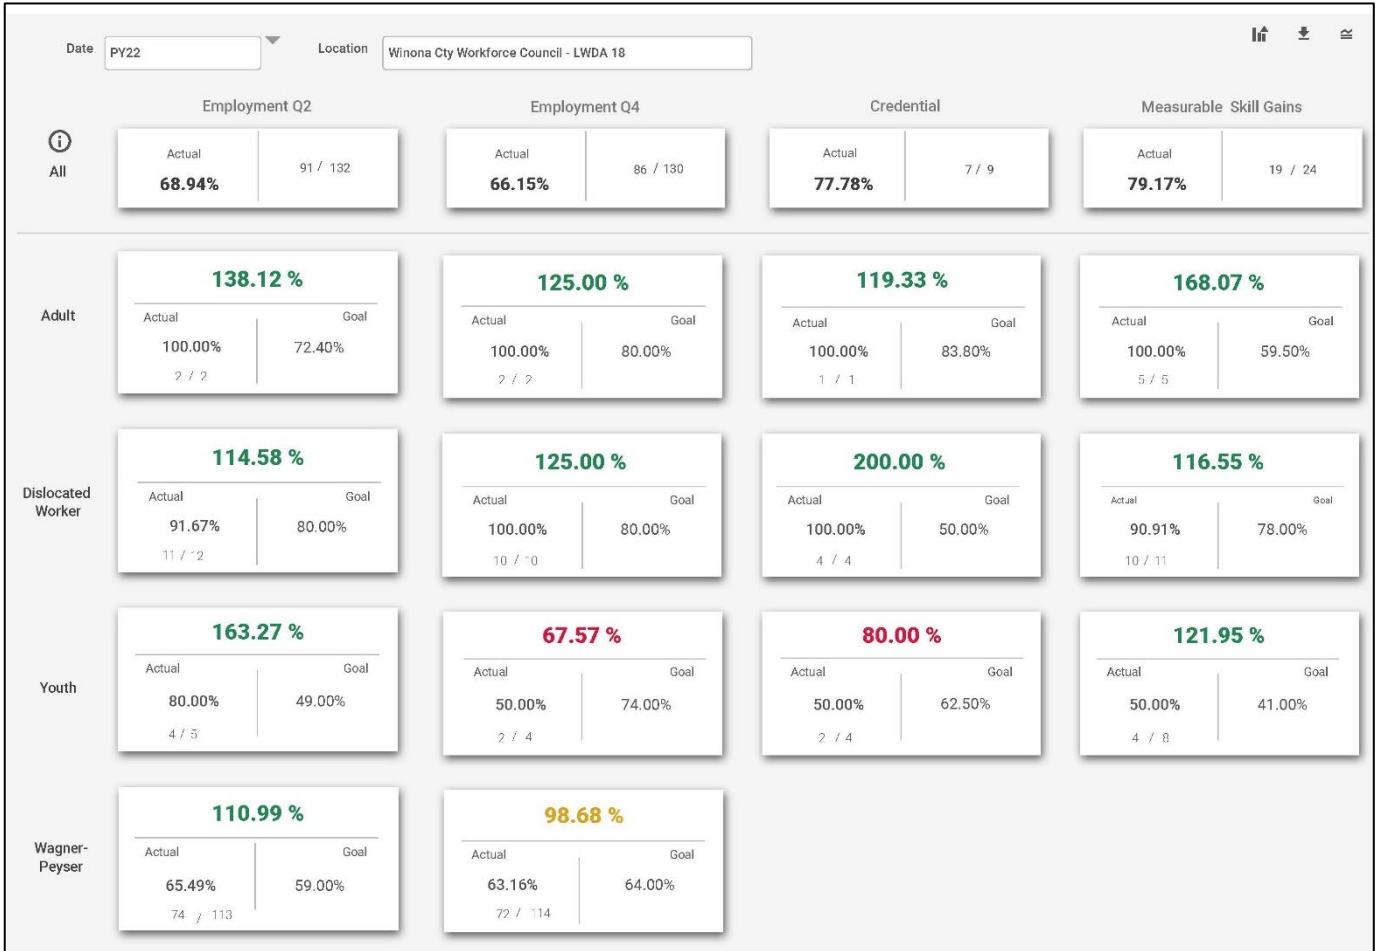 Date PY22 Location Winona Cty Workforce Council - LWDA 18
Employment Q2 Employment Q4 Credential Measurable Skill Gains
All
Actual 68.94% 91 / 132
Actual 66.15% 86 / 130
Actual 77.78% 7 / 9
Actual 79.17% 19 / 24
Adult
138.12 %
Actual Goal
100.00% 72.40%
2 / 2
125.00 %
Actual Goal
100.00% 80.00%
2 / 2
119.33 %
Actual Goal
100.00% 83.80%
1 / 1
168.07 %
Actual Goal
100.00% 59.50%
5 / 5
Dislocated
Worker
114.58 %
Actual Goal
91.67% 80.00%
11 / 12
125.00 %
Actual Goal
100.00% 80.00%
10 / 10
200.00 %
Actual Goal
100.00% 50.00%
4 / 4
116.55 %
Actual Goal
90.91% 78.00%
10 / 11
Youth
163.27 %
Actual Goal
80.00% 49.00%
4 / 5
67.57 %
Actual Goal
50.00% 74.00%
2 / 4
80.00 %
Actual Goal
50.00% 62.50%
2 / 4
121.95 %
Actual Goal
50.00% 41.00%
4 / 8
Wagner-
Peyser
110.99 %
Actual Goal
65.49% 59.00%
74 / 113
98.68 %
Actual Goal
63.16% 64.00%
72 / 114